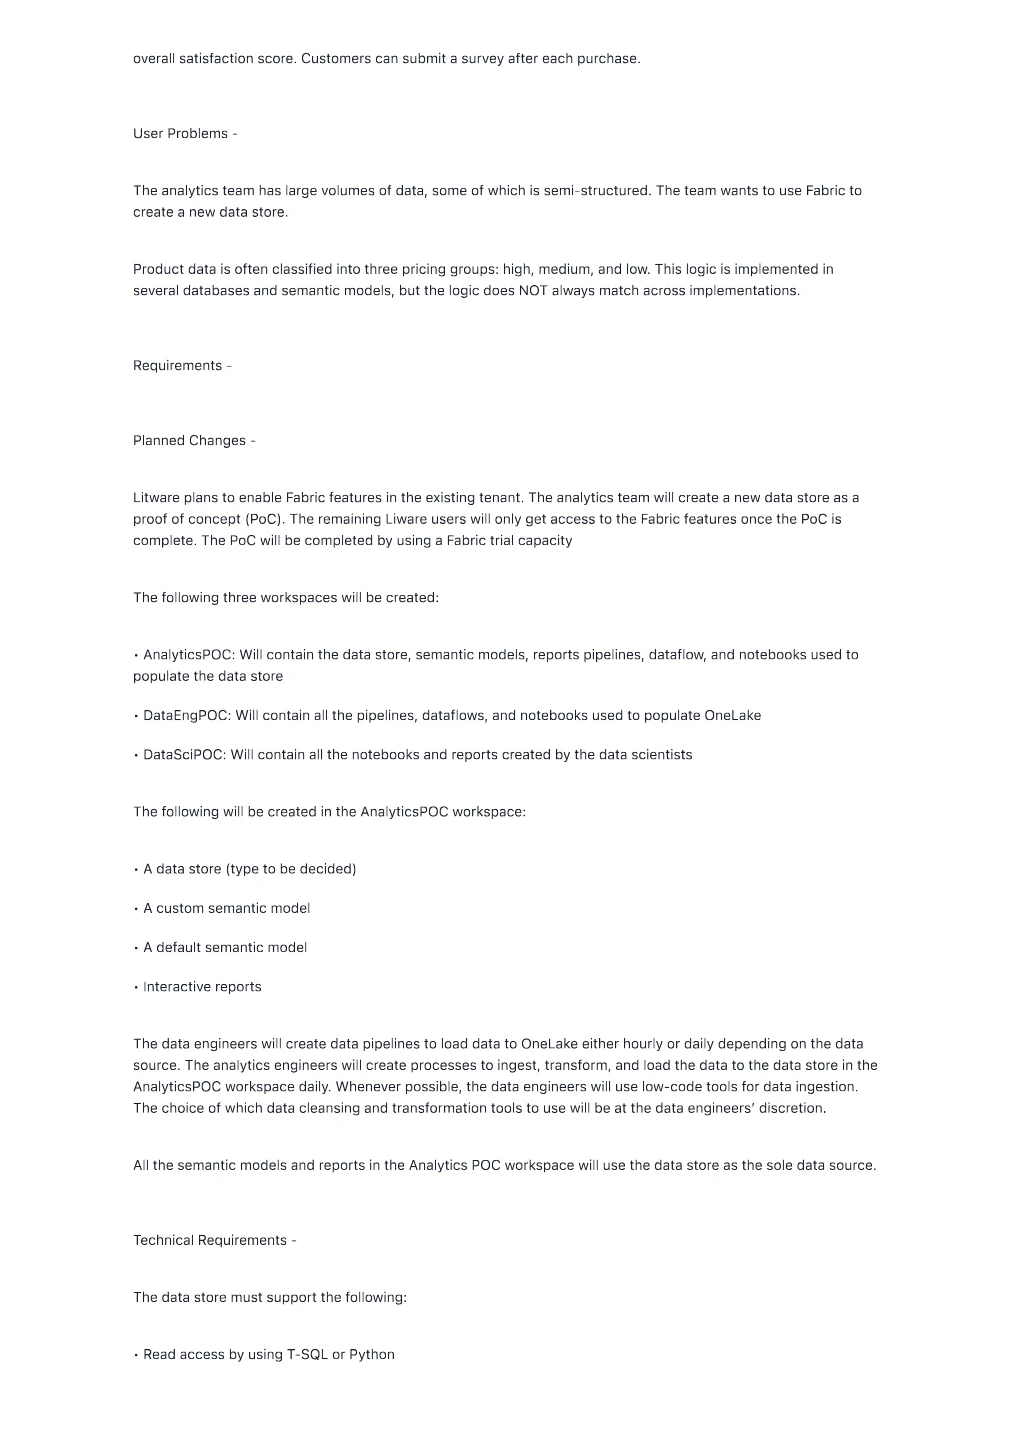 overall satisfaction score. Customers can submit a survey after each purchase.
User Problems -
The analytics team has large volumes of data, some of which is semi-structured. The team wants to use Fabric to
create a new data store.
Product data is often classified into three pricing groups: high, medium, and low. This logic is implemented in
several databases and semantic models, but the logic does NOT always match across implementations.
Requirements -
Planned Changes -
Litware plans to enable Fabric features in the existing tenant. The analytics team will create a new data store as a
proof of concept (PoC). The remaining Liware users will only get access to the Fabric features once the PoC is
complete. The PoC will be completed by using a Fabric trial capacity
The following three workspaces will be created:
• AnalyticsPOC: Will contain the data store, semantic models, reports pipelines, dataflow, and notebooks used to
populate the data store
• DataEngPOC: Will contain all the pipelines, dataflows, and notebooks used to populate OneLake
• DataSciPOC: Will contain all the notebooks and reports created by the data scientists
The following will be created in the AnalyticsPOC workspace:
• A data store (type to be decided)
• A custom semantic model
• A default semantic model
• Interactive reports
The data engineers will create data pipelines to load data to OneLake either hourly or daily depending on the data
source. The analytics engineers will create processes to ingest, transform, and load the data to the data store in the
AnalyticsPOC workspace daily. Whenever possible, the data engineers will use low-code tools for data ingestion.
The choice of which data cleansing and transformation tools to use will be at the data engineers’ discretion.
All the semantic models and reports in the Analytics POC workspace will use the data store as the sole data source.
Technical Requirements -
The data store must support the following:
• Read access by using T-SQL or Python